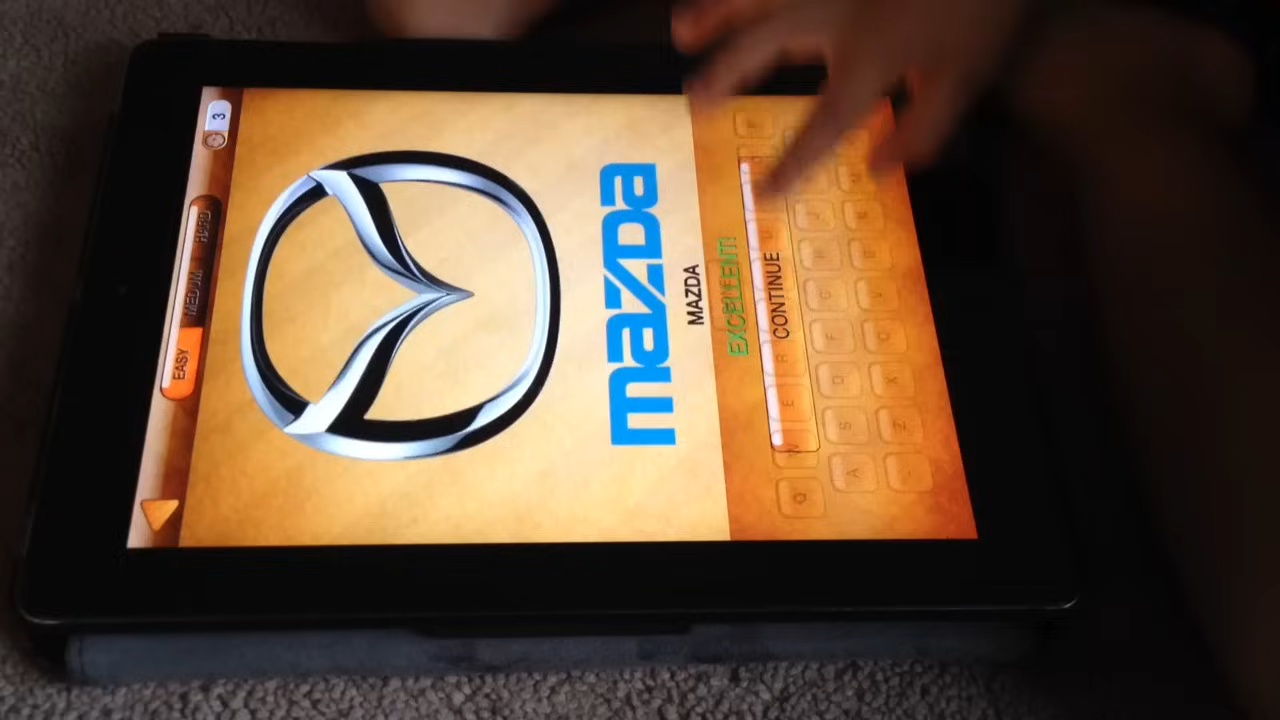 3
EASY MEDIUM HARD
mazda
MAZDA
EXCELLENT!
CONTINUE
Q W E R
A S D F G
- Z X C V